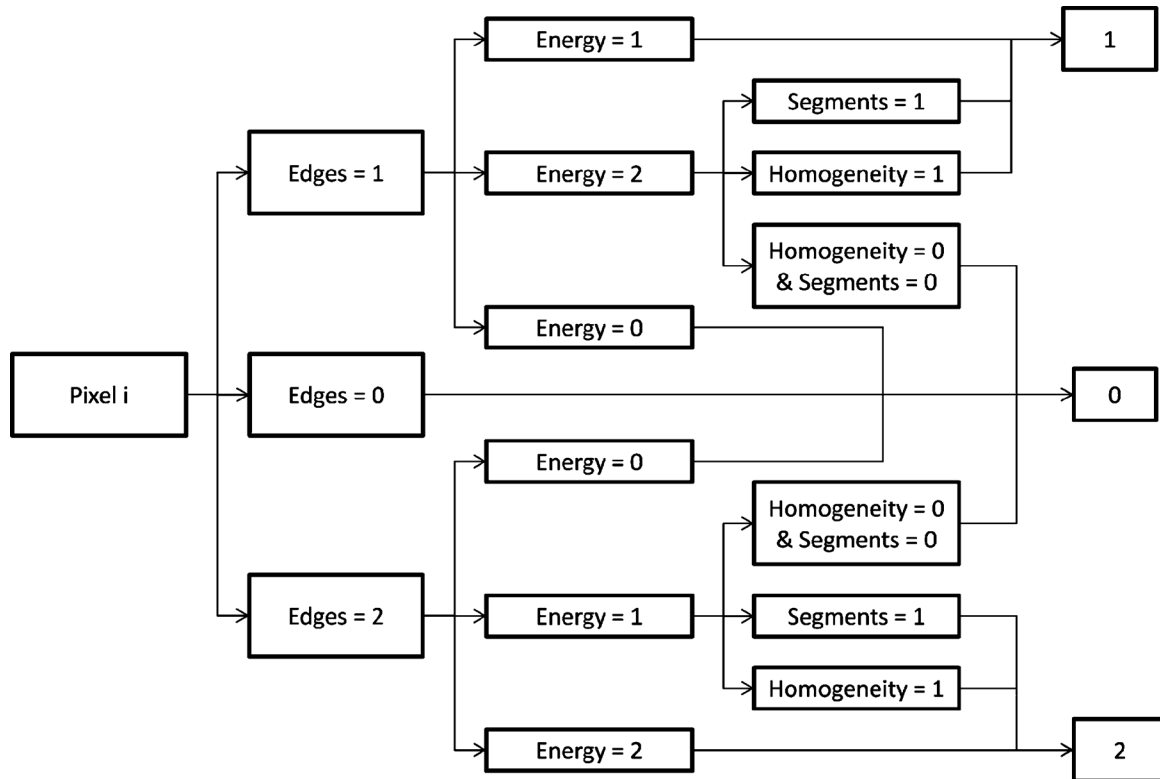 Energy = 1
1
Segments = 1
Edges = 1
Energy = 2
Homogeneity = 1
Homogeneity = 0
& Segments = 0
Energy = 0
Pixel i
Edges = 0
0
Energy = 0
Homogeneity = 0
& Segments = 0
Edges = 2
Energy = 1
Segments = 1
Homogeneity = 1
Energy = 2
2